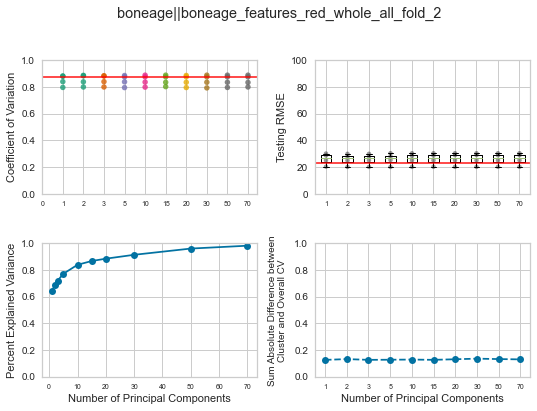 boneage||boneage_features_red_whole_all_fold_2
Coefficient of Variation
1.0
0.8
0.6
0.4
0.2
0.0
0 1 2 3 5 10 15 20 30 50 70
Testing RMSE
100
80
60
40
20
0
1 2 3 5 10 15 20 30 50 70
Percent Explained Variance
1.0
0.8
0.6
0.4
0.2
0.0
0 10 20 30 40 50 60 70
Number of Principal Components
Sum Absolute Difference between
Cluster and Overall CV
1.0
0.8
0.6
0.4
0.2
0.0
1 2 3 5 10 15 20 30 50 70
Number of Principal Components